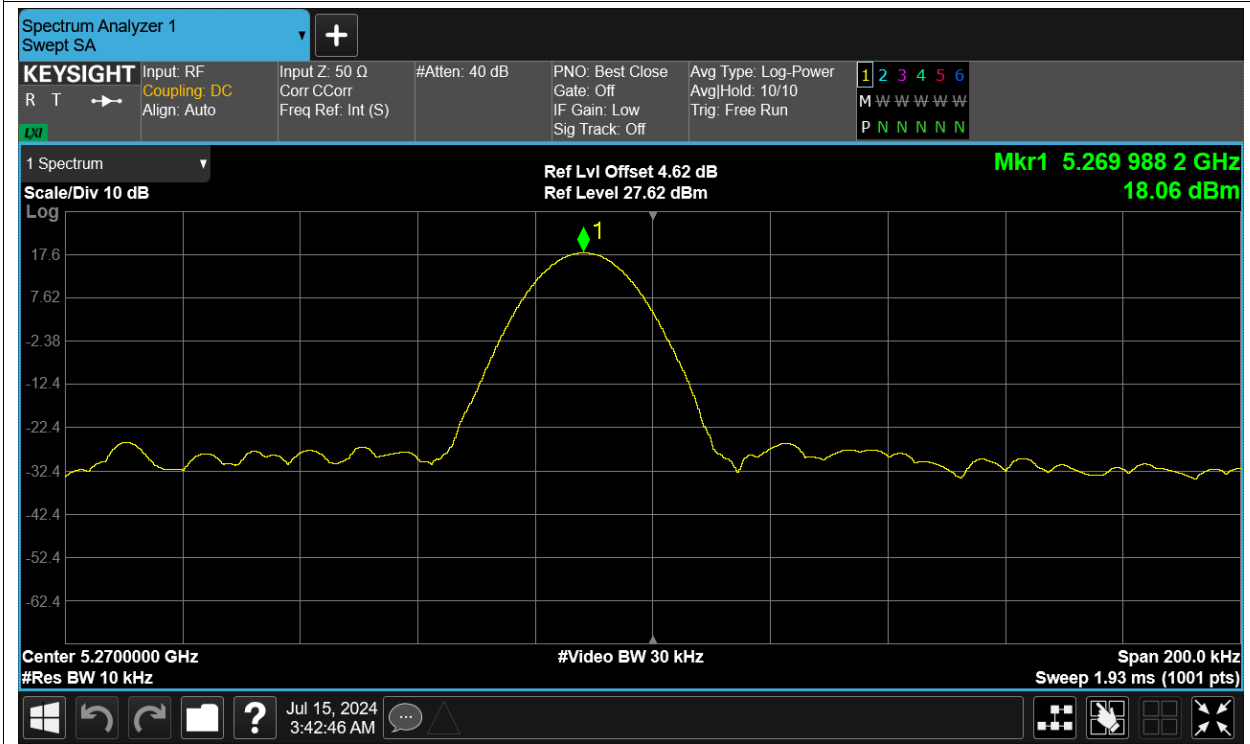 Spectrum Analyzer 1
Swept SA
+
KEYSIGHT
R T
LXI
Input: RF
Coupling: DC
Align: Auto
Input Z: 50 Ω
Corr CCorr
Freq Ref: Int (S)
#Atten: 40 dB
PNO: Best Close
Gate: Off
IF Gain: Low
Sig Track: Off
Avg Type: Log-Power
Avg|Hold: 10/10
Trig: Free Run
1 2 3 4 5 6
M W W W W W
P N N N N N
1 Spectrum
Scale/Div 10 dB
Log
Ref Lvl Offset 4.62 dB
Ref Level 27.62 dBm
Mkr1 5.269 988 2 GHz
18.06 dBm
1
17.6
7.62
-2.38
-12.4
-22.4
-32.4
-42.4
-52.4
-62.4
Center 5.2700000 GHz
#Video BW 30 kHz
Span 200.0 kHz
#Res BW 10 kHz
Sweep 1.93 ms (1001 pts)
?
Jul 15, 2024
3:42:46 AM